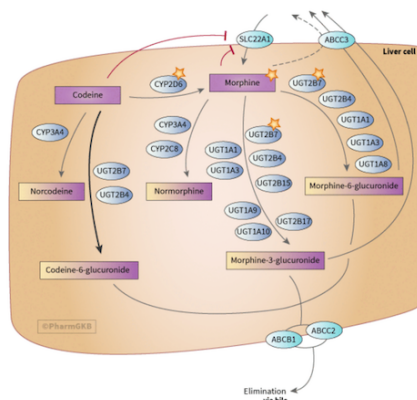 SLC22A1
ABCC3
Liver cell
CYP2D6
Morphine
UGT2B7
Codeine
UGT2B4
CYP3A4
CYP3A4
UGT2B7
UGT1A1
CYP2C8
UGT1A1
UGT2B4
UGT1A3
UGT2B7
UGT1A3
UGT1A8
UGT2B4
UGT2B15
Norcodeine
Normorphine
Morphine-6-glucuronide
UGT1A9
UGT2B17
UGT1A10
Codeine-6-glucuronide
Morphine-3-glucuronide
©PharmGKB
ABCB1
ABCC2
Elimination
via bile